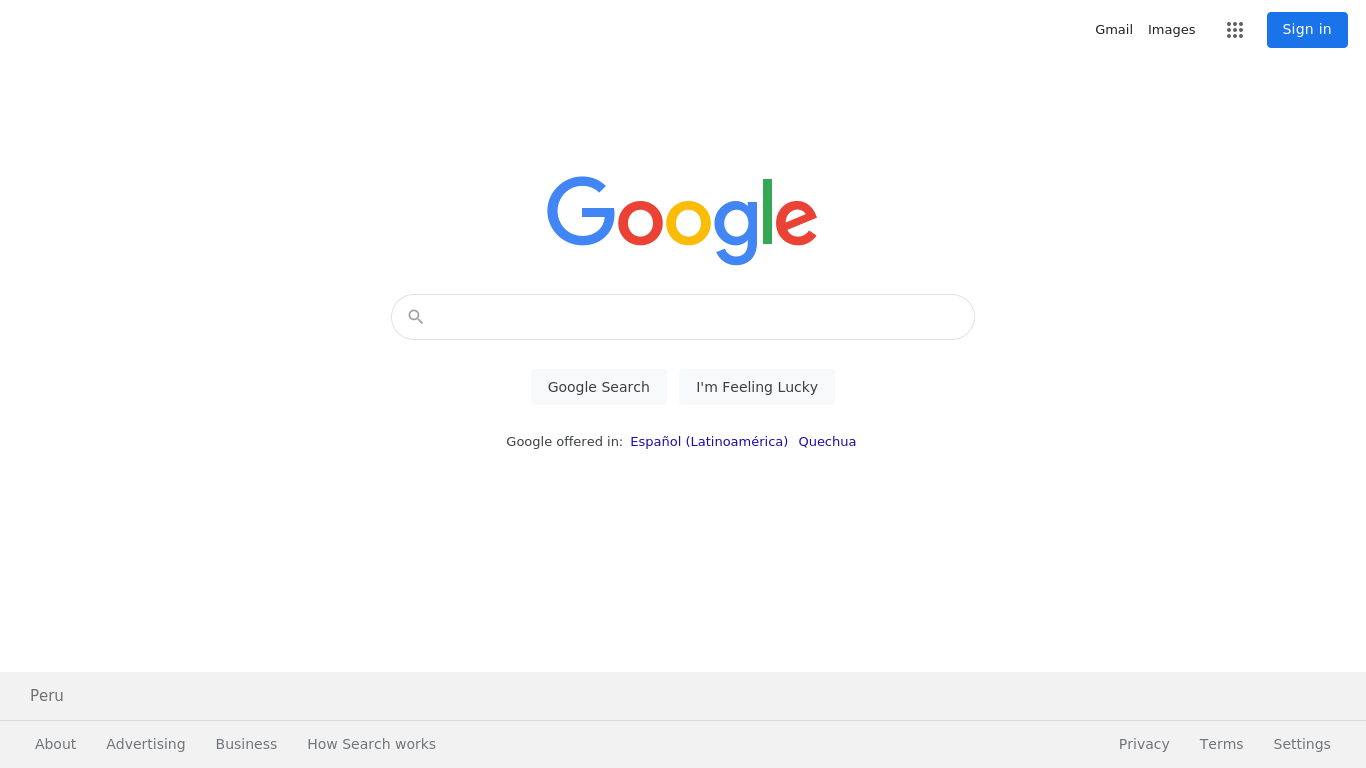 Gmail Images Sign in
Google
Google Search I'm Feeling Lucky
Google offered in: Español (Latinoamérica) Quechua
Peru
About Advertising Business How Search works Privacy Terms Settings